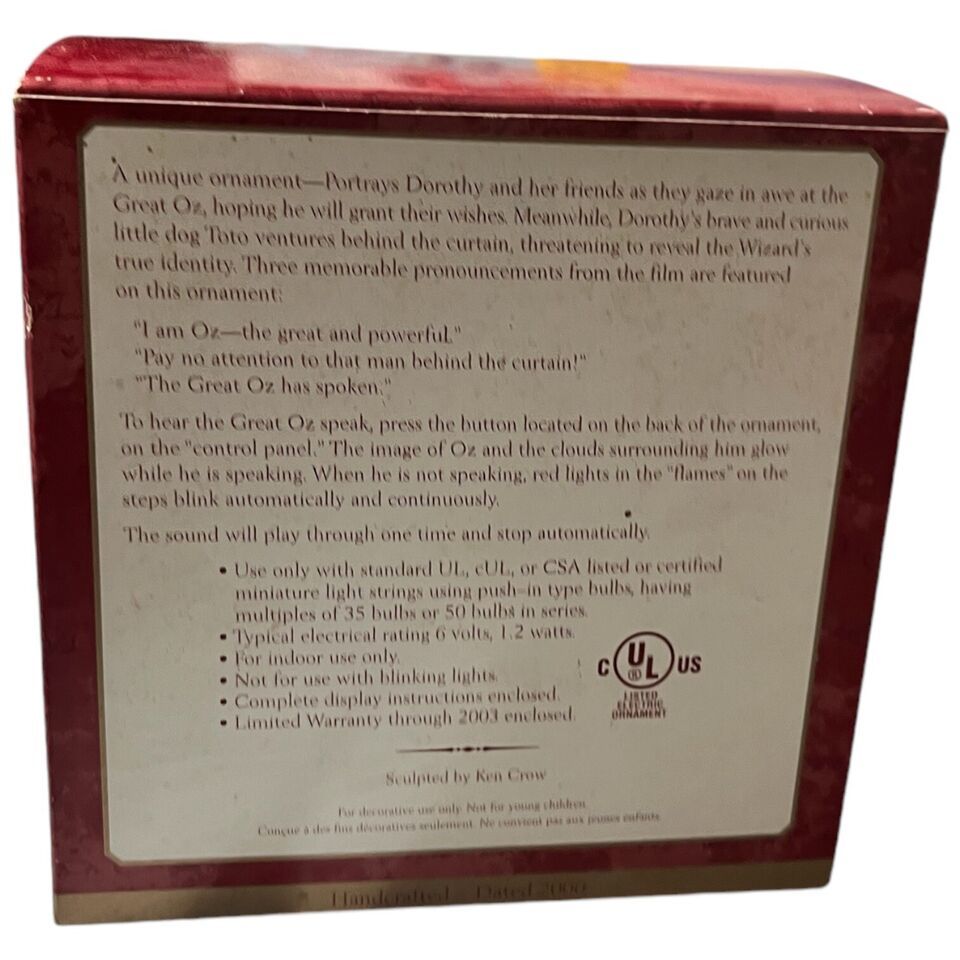 A unique ornament—Portrays Dorothy and her friends as they gaze in awe at the
Great Oz, hoping he will grant their wishes. Meanwhile, Dorothy's brave and curious
little dog Toto ventures behind the curtain, threatening to reveal the Wizard's
true identity. Three memorable pronouncements from the film are featured
on this ornament:
"I am Oz—the great and powerful."
"Pay no attention to that man behind the curtain!"
"The Great Oz has spoken."
To hear the Great Oz speak, press the button located on the back of the ornament,
on the "control panel." The image of Oz and the clouds surrounding him glow
while he is speaking. When he is not speaking, red lights in the "flames" on the
steps blink automatically and continuously.
The sound will play through one time and stop automatically.
• Use only with standard UL, cUL, or CSA listed or certified
miniature light strings using push-in type bulbs, having
multiples of 35 bulbs or 50 bulbs in series.
• Typical electrical rating 6 volts, 1.2 watts.
• For indoor use only.
• Not for use with blinking lights.
• Complete display instructions enclosed.
• Limited Warranty through 2003 enclosed.
C UL ® US
LISTED
ELECTRIC
ORNAMENT
Sculpted by Ken Crow
For decorative use only. Not for young children.
Conçue à des fins décoratives seulement. Ne convient pas aux jeunes enfants.
Handcrafted Dated 2000